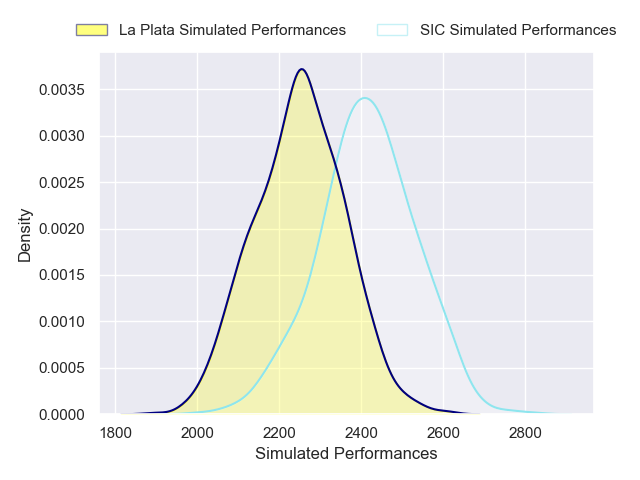 La Plata Simulated Performances SIC Simulated Performances
0.0035
0.0030
0.0025
0.0020
0.0015
0.0010
0.0005
0.0000
Density
1800 2000 2200 2400 2600 2800
Simulated Performances